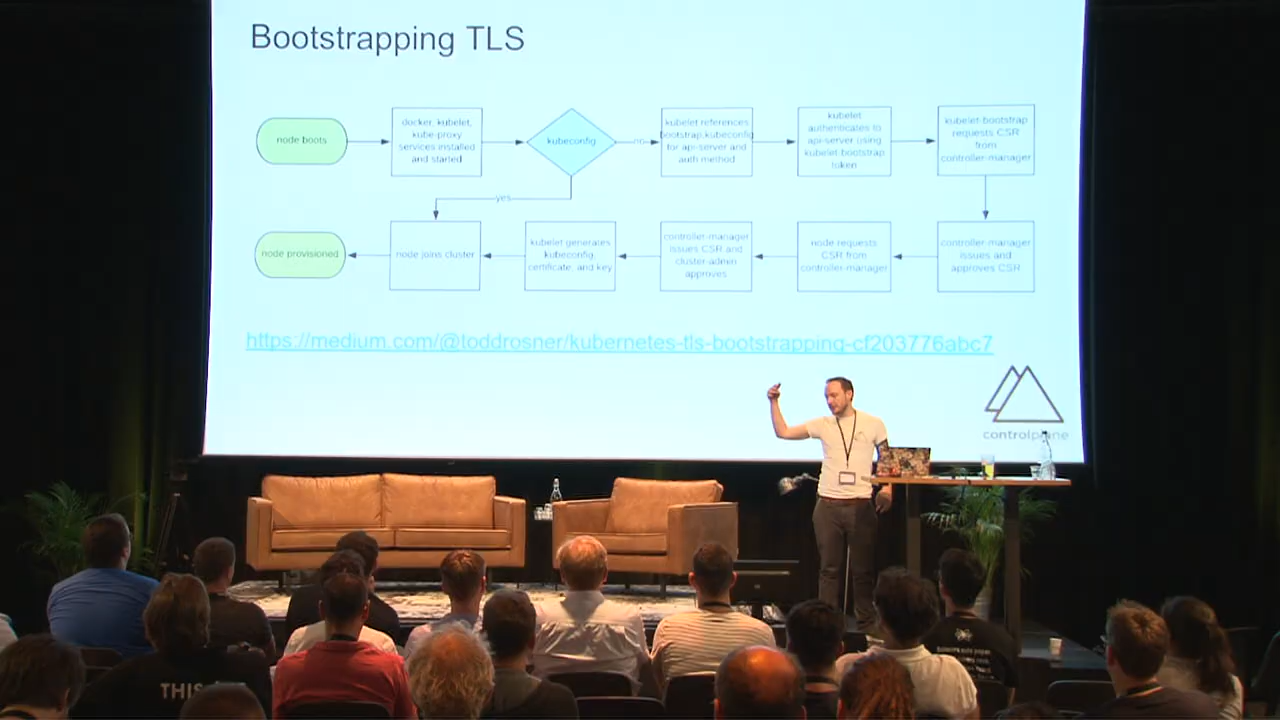 Bootstrapping TLS
node boots
docker, kubelet,
kube-proxy
services installed
and started
kubeconfig
no
kubelet references
bootstrap.kubeconfig
for api-server and
auth method
kubelet
authenticates to
api-server using
kubelet-bootstrap
token
kubelet-bootstrap
requests CSR
from
controller-manager
yes
node provisioned
node joins cluster
kubelet generates
kubeconfig,
certificate, and key
controller-manager
issues CSR and
cluster-admin
approves
node requests
CSR from
controller-manager
controller-manager
issues and
approves CSR
https://medium.com/@toddrosner/kubernetes-tls-bootstrapping-cf203776abc7
controlplane
THIS